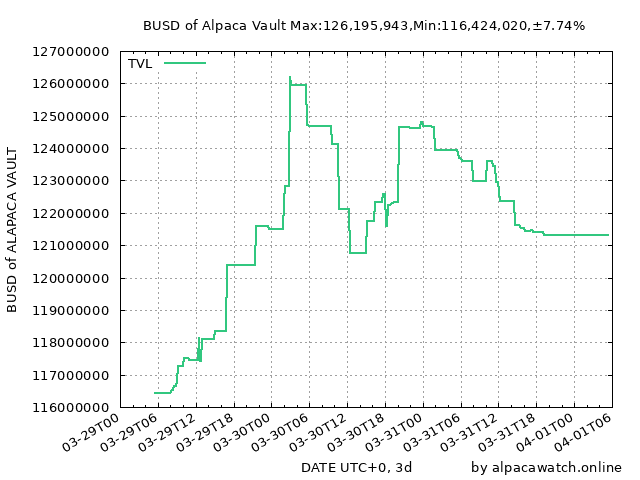 BUSD of Alpaca Vault Max:126,195,943,Min:116,424,020,±7.74%
TVL
127000000
126000000
125000000
124000000
123000000
122000000
121000000
120000000
119000000
118000000
117000000
116000000
BUSD of ALAPACA VAULT
03-29T00
03-29T06
03-29T12
03-29T18
03-30T00
03-30T06
03-30T12
03-30T18
03-31T00
03-31T06
03-31T12
03-31T18
04-01T00
04-01T06
DATE UTC+0, 3d
by alpacawatch.online